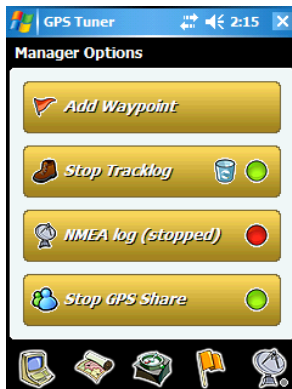 GPS Tuner 2:15
Manager Options
Add Waypoint
Stop Tracklog
NMEA log (stopped)
Stop GPS Share